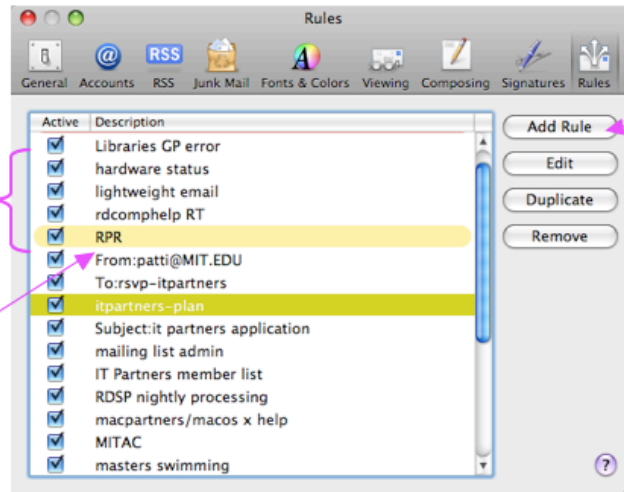 Rules
General Accounts RSS Junk Mail Fonts & Colors Viewing Composing Signatures Rules
RSS
Active Description
Libraries GP error
hardware status
lightweight email
rdcomphelp RT
RPR
From:patti@MIT.EDU
To:rsvp-itpartners
itpartners-plan
Subject:it partners application
mailing list admin
IT Partners member list
RDSP nightly processing
macpartners/macos x help
MITAC
masters swimming
Add Rule
Edit
Duplicate
Remove
?